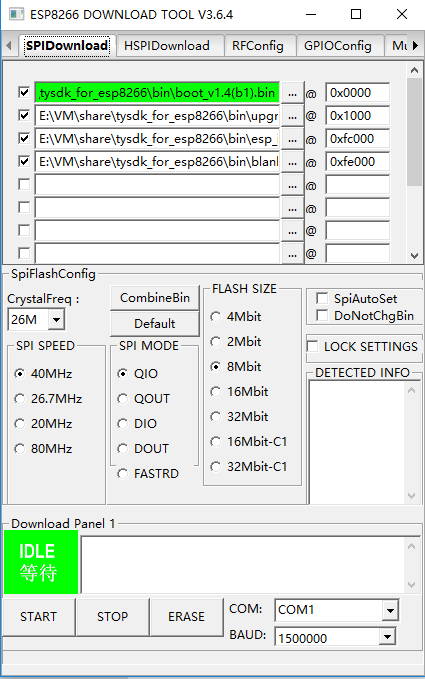 ESP8266 DOWNLOAD TOOL V3.6.4
SPIDownload HSPIDownload RFConfig GPIOConfig Mu
tysdk_for_esp8266\bin\boot_v1.4(b1).bin ... @ 0x0000
E:\VM\share\tysdk_for_esp8266\bin\upgr ... @ 0x1000
E:\VM\share\tysdk_for_esp8266\bin\esp_ ... @ 0xfc000
E:\VM\share\tysdk_for_esp8266\bin\blank ... @ 0xfe000
... @
... @
... @
... @
SpiFlashConfig
CrystalFreq :
26M
CombineBin
Default
SPI SPEED
40MHz
26.7MHz
20MHz
80MHz
SPI MODE
QIO
QOUT
DIO
DOUT
FASTRD
FLASH SIZE
4Mbit
2Mbit
8Mbit
16Mbit
32Mbit
16Mbit-C1
32Mbit-C1
SpiAutoSet
DoNotChgBin
LOCK SETTINGS
DETECTED INFO
Download Panel 1
IDLE
等待
START STOP ERASE
COM: COM1
BAUD: 1500000